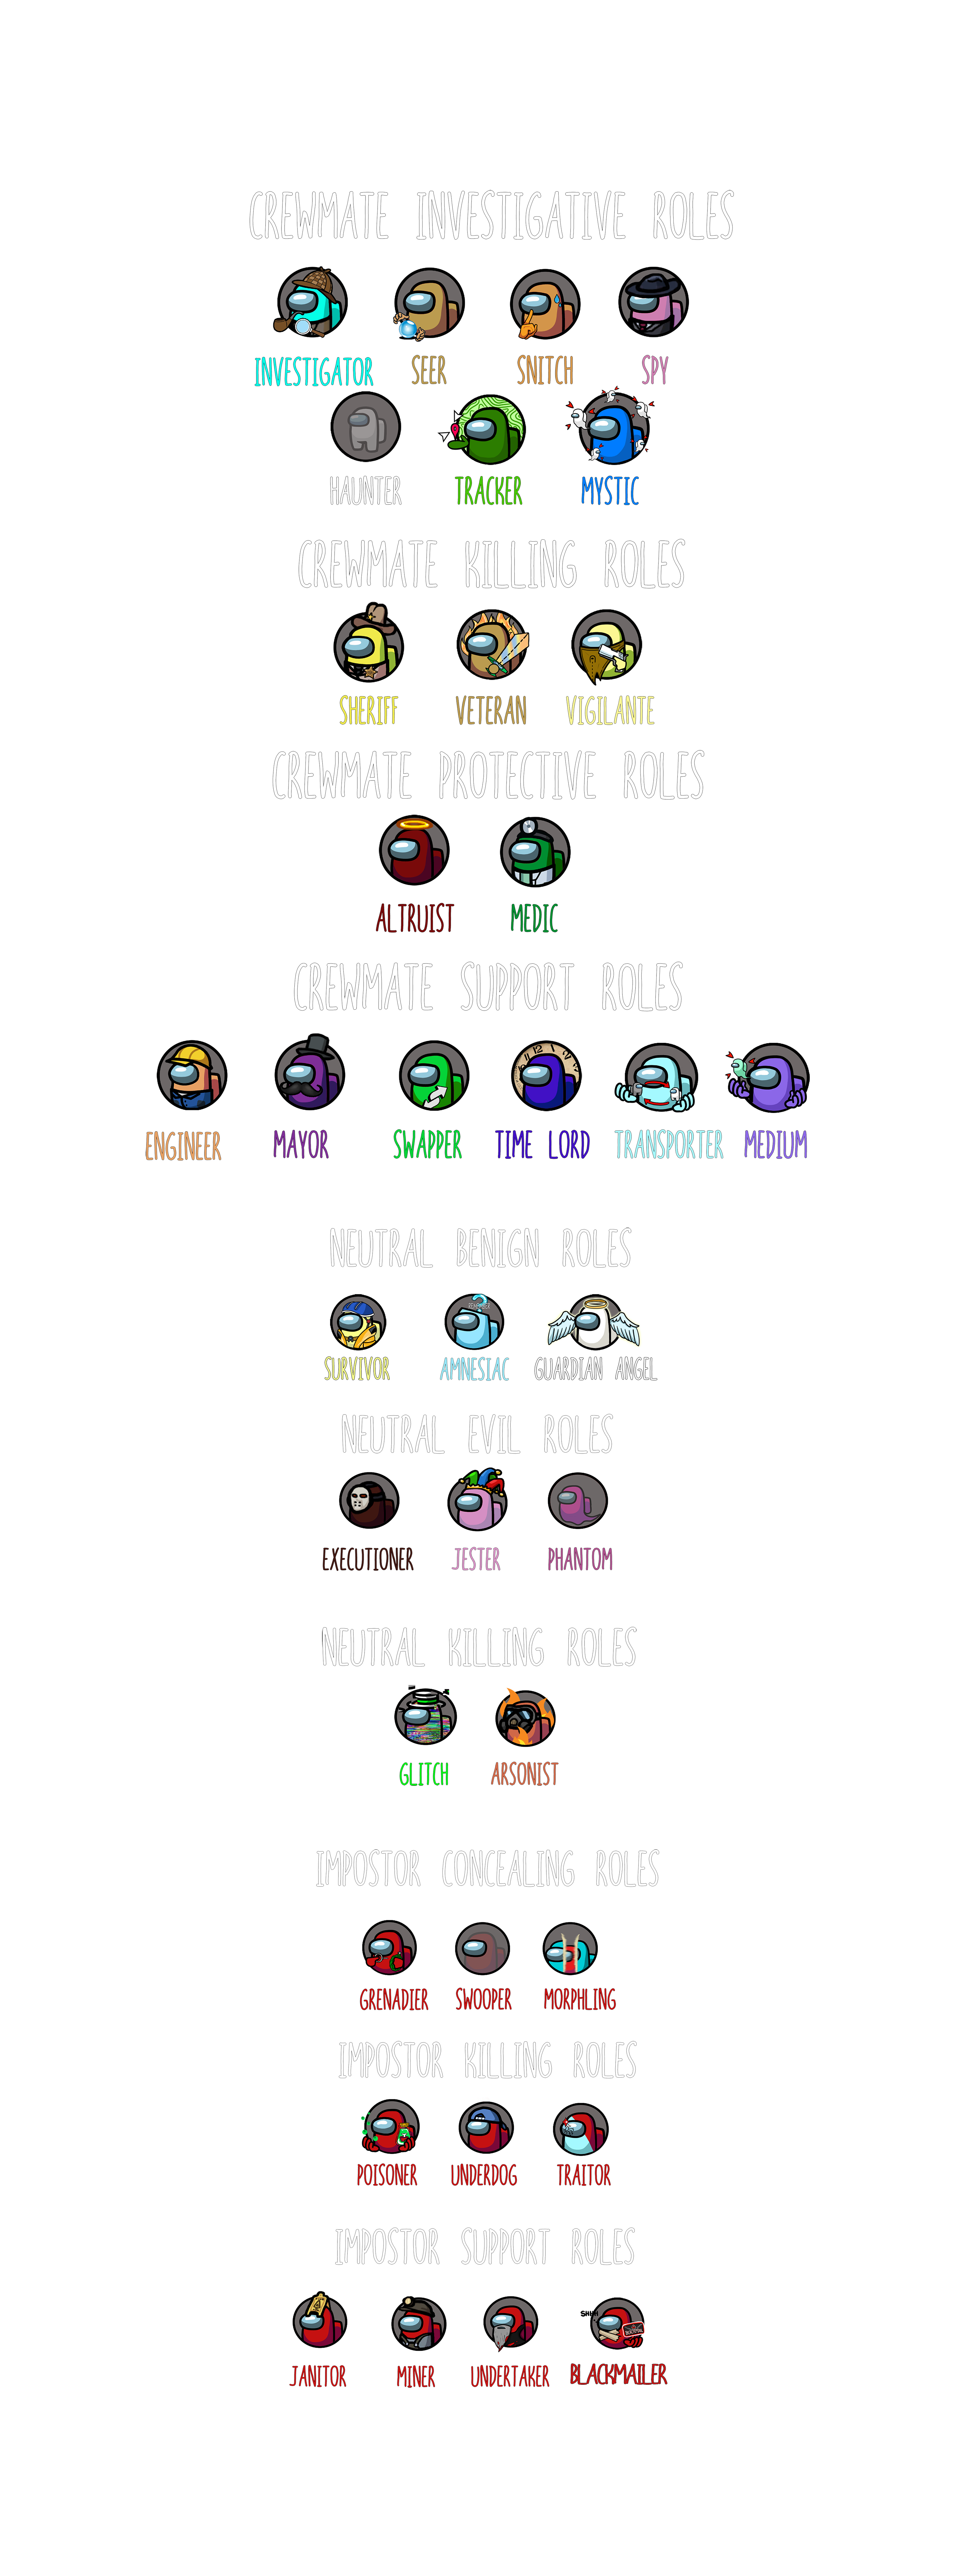 CREWMATE INVESTIGATIVE ROLES
INVESTIGATOR SEER SNITCH SPY
HAUNTER TRACKER MYSTIC
CREWMATE KILLING ROLES
SHERIFF VETERAN VIGILANTE
CREWMATE PROTECTIVE ROLES
ALTRUIST MEDIC
CREWMATE SUPPORT ROLES
12
ENGINEER MAYOR SWAPPER TIME LORD TRANSPORTER MEDIUM
NEUTRAL BENIGN ROLES
SURVIVOR AMNESIAC GUARDIAN ANGEL
NEUTRAL EVIL ROLES
EXECUTIONER JESTER PHANTOM
NEUTRAL KILLING ROLES
GLITCH ARSONIST
IMPOSTOR CONCEALING ROLES
GRENADIER SWOOPER MORPHLING
IMPOSTOR KILLING ROLES
POISONER UNDERDOG TRAITOR
IMPOSTOR SUPPORT ROLES
JANITOR MINER UNDERTAKER BLACKMAILER